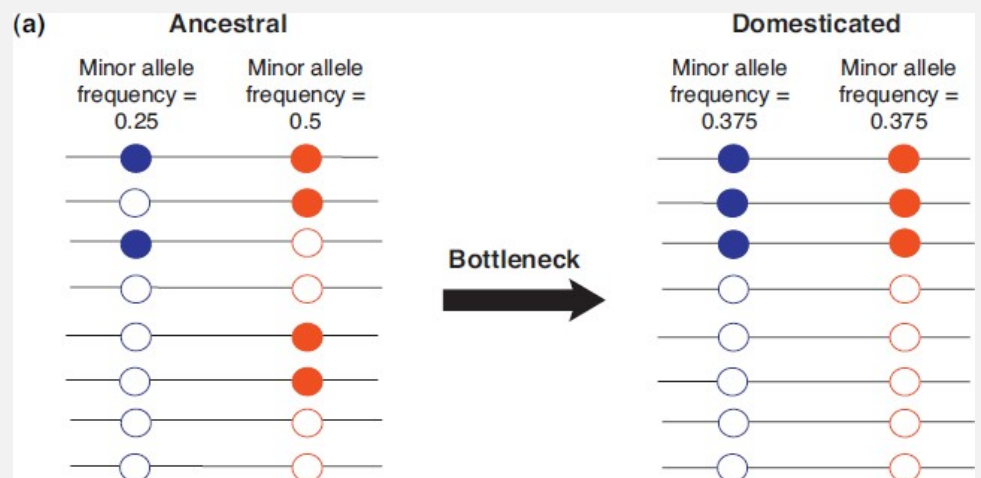 (a) Ancestral Domesticated
Minor allele Minor allele Minor allele Minor allele
frequency = frequency = frequency = frequency =
0.25 0.5 0.375 0.375
Bottleneck